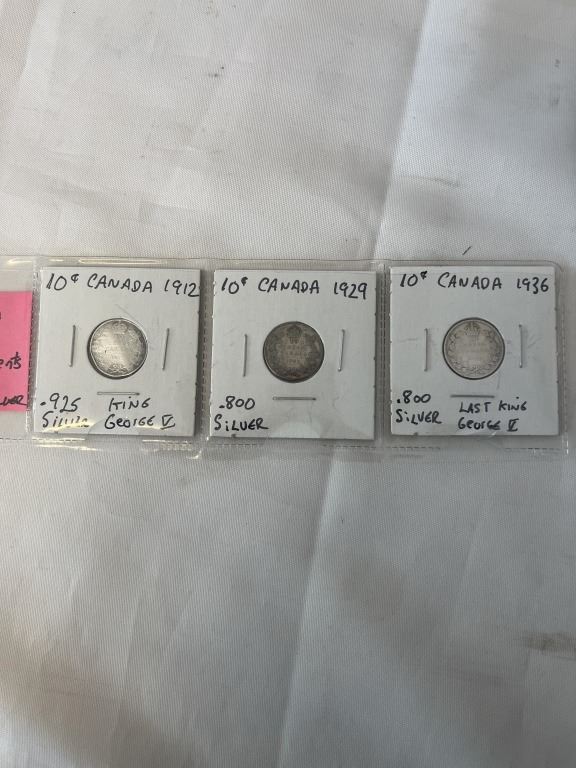 10¢ CANADA 1912
.925 KING
SiLVER GEORGE V
10¢ CANADA 1929
.800
SiLVER
10¢ CANADA 1936
.800 LAST KING
SiLVER GEORGE V